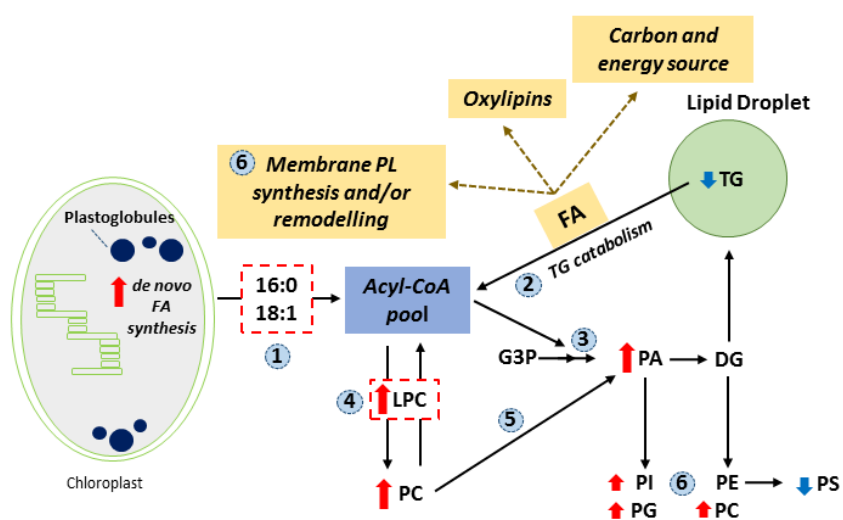 Carbon and
energy source
Oxylipins
Lipid Droplet
6
Membrane PL
synthesis and/or
remodelling
TG
Plastoglobules
FA
TG catabolism
de novo
FA
synthesis
16:0
18:1
Acyl-CoA
pool
2
1
3
G3P
PA
DG
4
LPC
5
PC
Chloroplast
PI
6
PE
PS
PG
PC